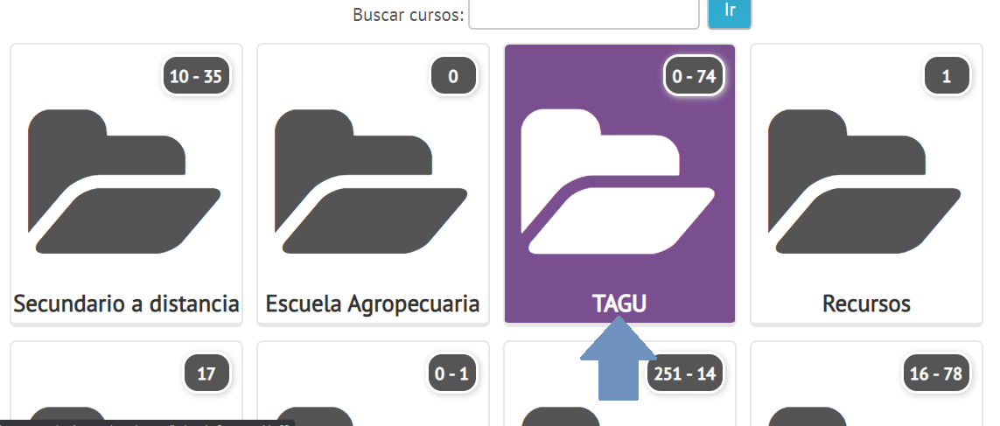 Buscar cursos:
Ir
10 - 35
0
0 - 74
1
Secundario a distancia
Escuela Agropecuaria
TAGU
Recursos
17
0 - 1
251 - 14
16 - 78